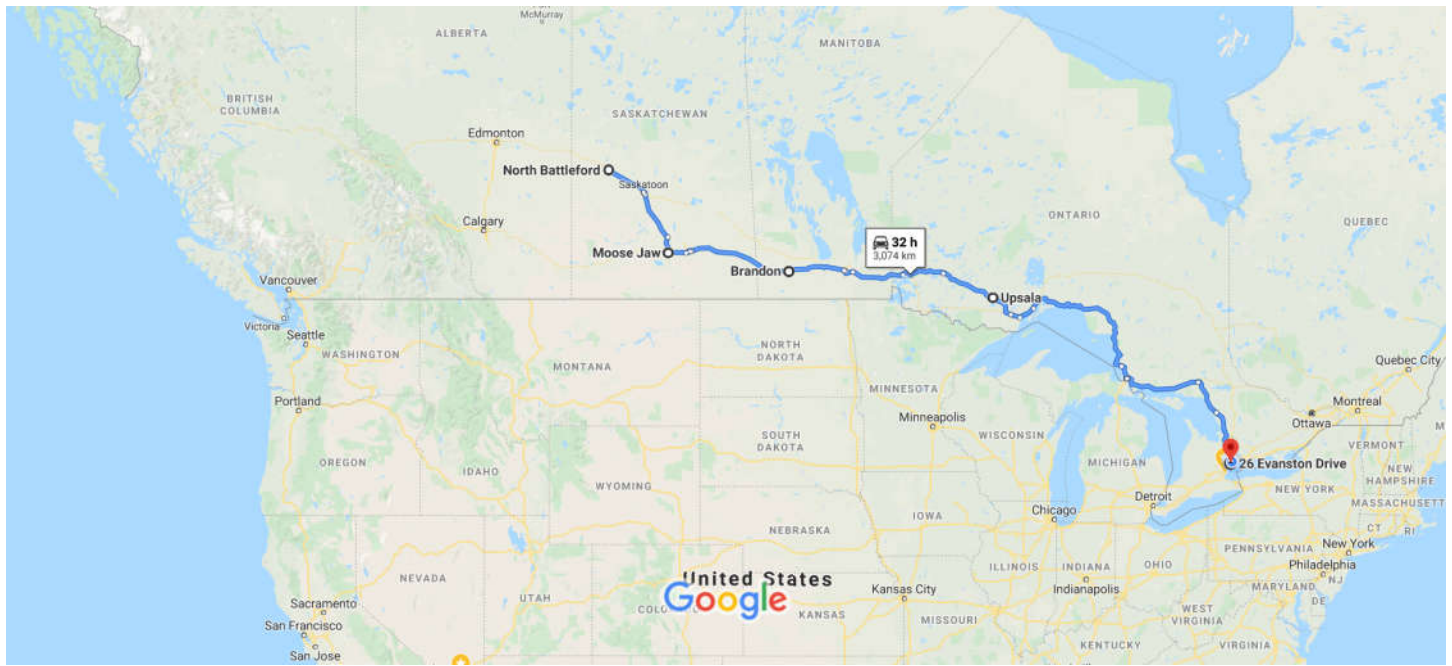 McMurray
ALBERTA
MANITOBA
BRITISH
COLUMBIA
SASKATCHEWAN
Edmonton
North Battleford
Saskatoon
ONTARIO
QUEBEC
Calgary
32 h
3,074 km
Moose Jaw
Brandon
Vancouver
Upsala
Victoria
Seattle
WASHINGTON
NORTH
DAKOTA
MONTANA
Quebec City
MINNESOTA
Portland
Montreal
Minneapolis
Ottawa
WISCONSIN
SOUTH
DAKOTA
VERMONT
OREGON
IDAHO
MICHIGAN
26 Evanston Drive
NEW
HAMPSHIRE
WYOMING
NEW YORK
Detroit
MASSACHUSETT
Chicago
IOWA
NEBRASKA
CT
RI
PENNSYLVANIA
New York
ILLINOIS
INDIANA
OHIO
Philadelphia
NEVADA
United States
Kansas City
Indianapolis
MARYLAND
NJ
UTAH
Google
DE
Sacramento
KANSAS
MISSOURI
WEST
VIRGINIA
San Francisco
KENTUCKY
VIRGINIA
San Jose